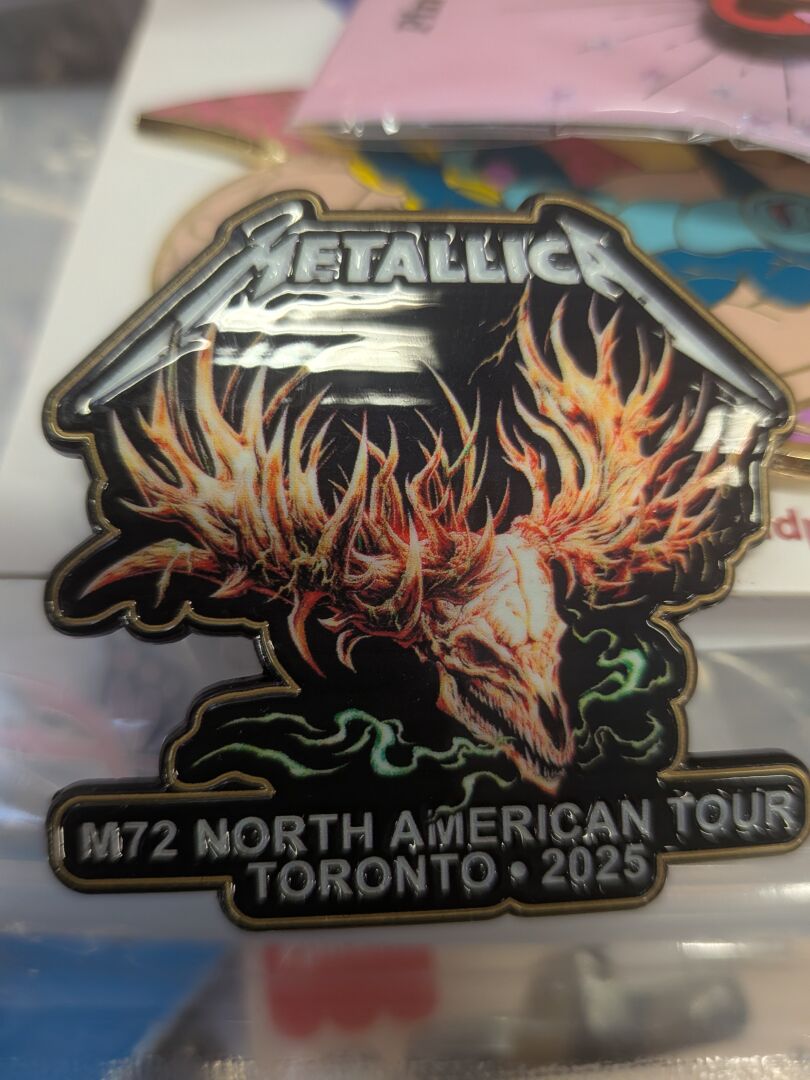 METALLICA
M72 NORTH AMERICAN TOUR
TORONTO • 2025